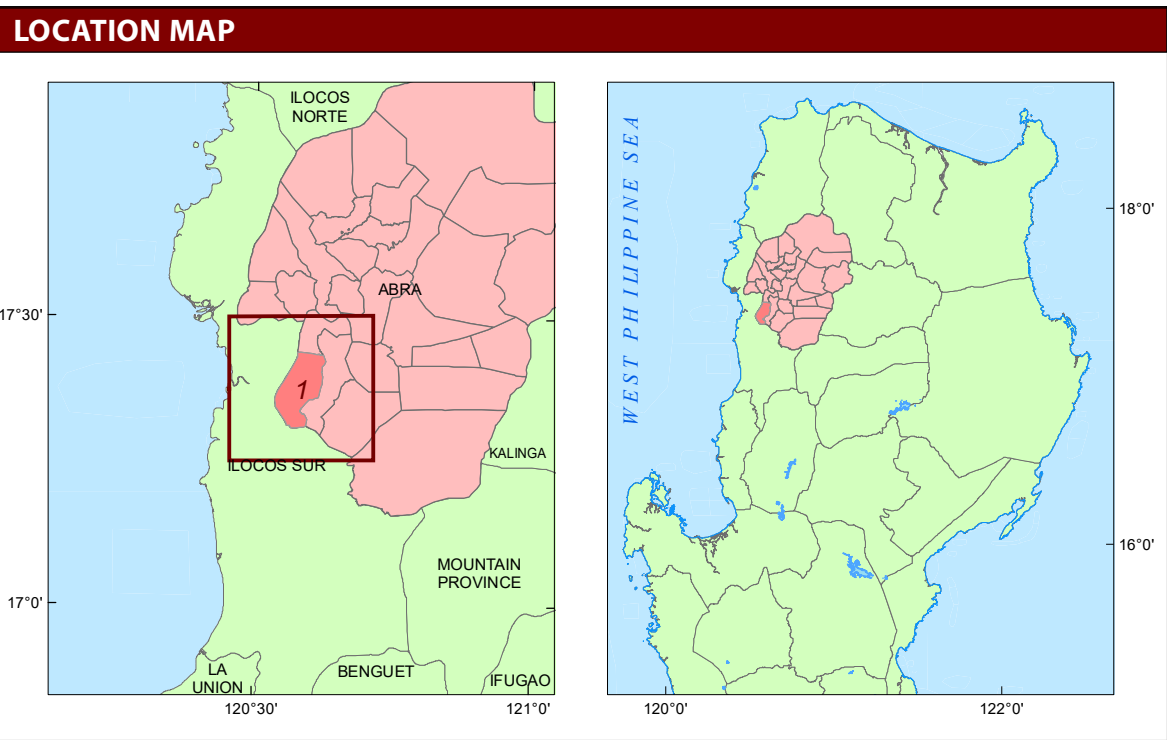 LOCATION MAP
ILOCOS
NORTE
ABRA
17°30'
1
KALINGA
ILOCOS SUR
MOUNTAIN
PROVINCE
17°0'
LA
UNION
BENGUET
IFUGAO
120°30'
121°0'
WEST PHILIPPINE SEA
18°0'
16°0'
120°0'
122°0'